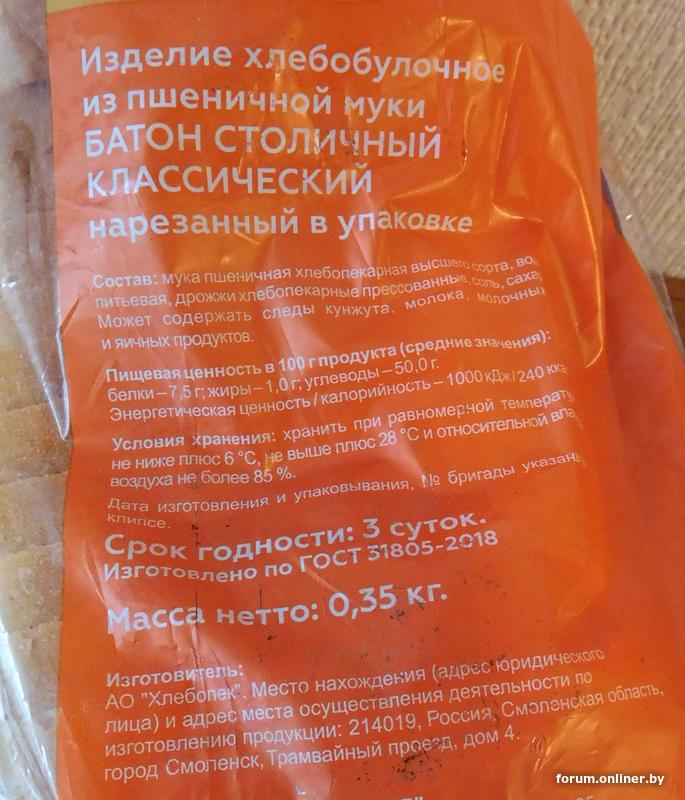 Изделие хлебобулочное
из пшеничной муки
БАТОН СТОЛИЧНЫЙ
КЛАССИЧЕСКИЙ
нарезанный в упаковке
Состав: мука пшеничная хлебопекарная высшего сорта,
питьевая, дрожжи хлебопекарные прессованные, соль,
Может содержать следы кунжута, молока, молочных
и яичных продуктов.
Пищевая ценность в 100 г продукта (средние значения):
белки – 7,5 г; жиры – 1,0 г; углеводы – 50,0 г.
Энергетическая ценность / калорийность – 1000 кДж / 240
Условия хранения: хранить при равномерной
не ниже плюс 6 °С, не выше плюс 28 °С и относительной
воздуха не более 85 %.
Дата изготовления и упаковывания, № бригады
клипсе.
Срок годности: 3 суток.
Изготовлено по ГОСТ 31805-2018
Масса нетто: 0,35 кг.
Изготовитель:
АО "Хлебопек". Место нахождения (адрес юридического
лица) и адрес места осуществления деятельности по
изготовлению продукции: 214019, Россия, Смоленская область,
город Смоленск, Трамвайный проезд, дом 4.
forum.onliner.by